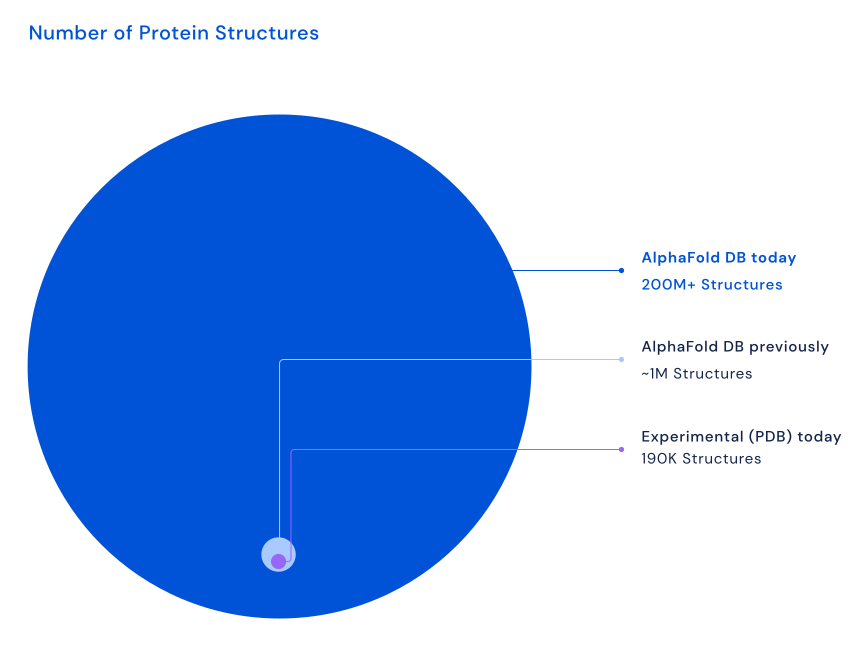 Number of Protein Structures
AlphaFold DB today
200M+ Structures
AlphaFold DB previously
~1M Structures
Experimental (PDB) today
190K Structures